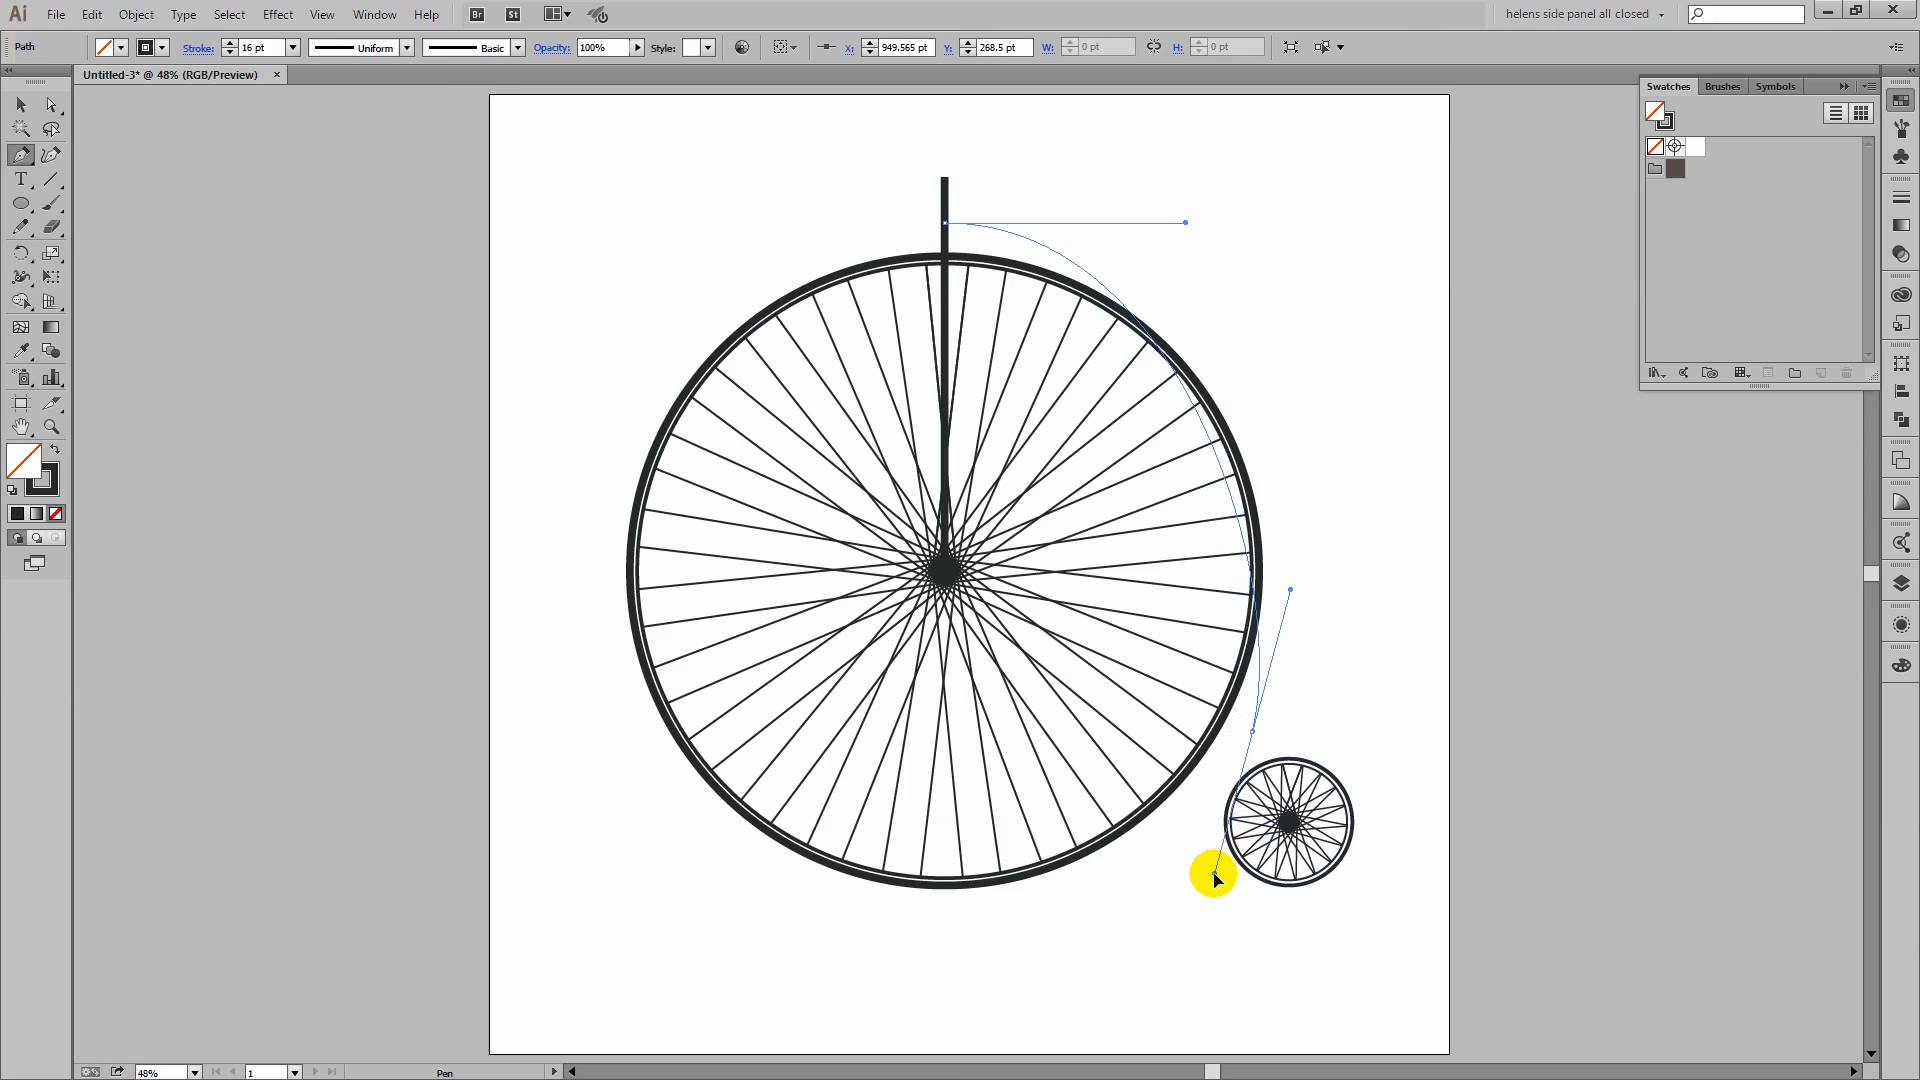 Ai File Edit Object Type Select Effect View Window Help Br St helens side panel all closed
Path Stroke: 16 pt Uniform Basic Opacity: 100% Style: X: 949.565 pt Y: 268.5 pt W: 0 pt H: 0 pt
Untitled-3* @ 48% (RGB/Preview) ×
Swatches Brushes Symbols
T
48% 1 Pen